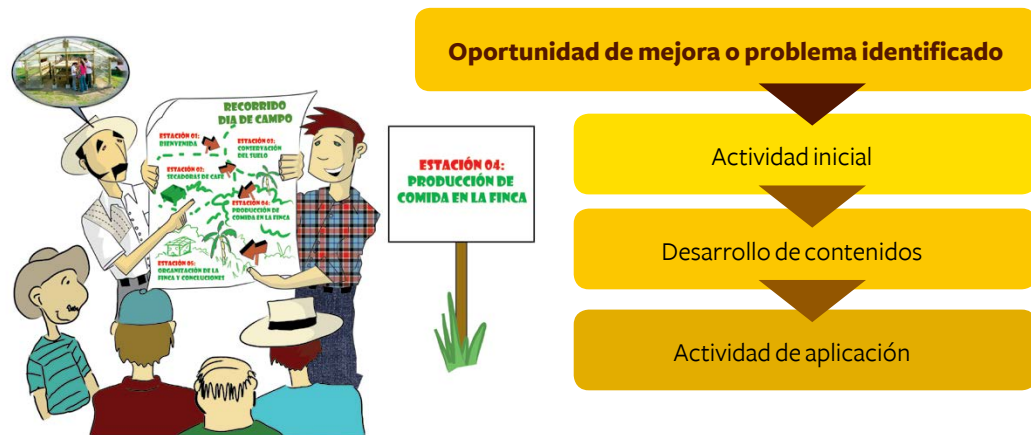 RECORRIDO
DIA DE CAMPO
ESTACIÓN 01:
BIENVENIDA
ESTACIÓN 03:
CONSERVACIÓN
DEL SUELO
ESTACIÓN 02:
SECADORAS DE CAFÉ
ESTACIÓN 04:
PRODUCCIÓN DE
COMIDA EN LA FINCA
ESTACIÓN 05:
ORGANIZACIÓN DE LA
FINCA Y CONCLUCIONES
ESTACIÓN 04:
PRODUCCIÓN DE
COMIDA EN LA FINCA
Oportunidad de mejora o problema identificado
Actividad inicial
Desarrollo de contenidos
Actividad de aplicación